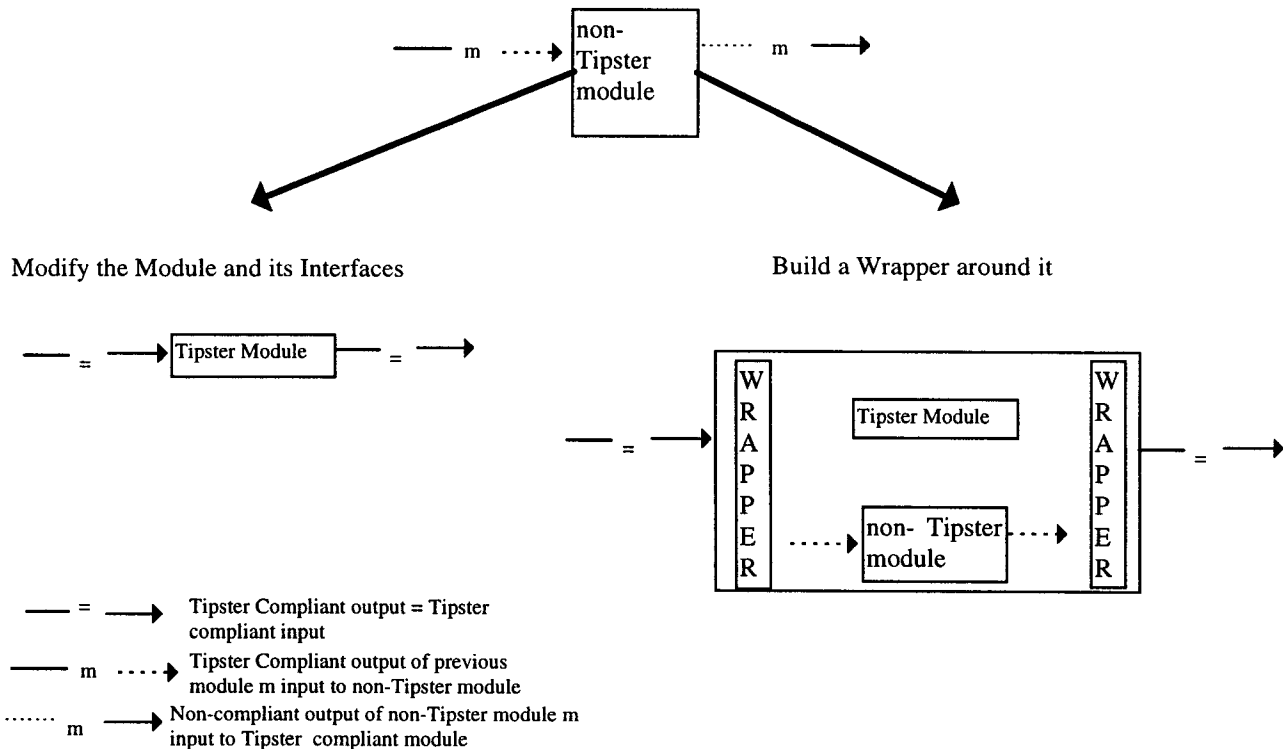 non-
Tipster
module
m
m
Modify the Module and its Interfaces
Build a Wrapper around it
= Tipster Module =
=
W
R
A
P
P
E
R
Tipster Module
non- Tipster
module
W
R
A
P
P
E
R
=
= Tipster Compliant output = Tipster
compliant input
m Tipster Compliant output of previous
module m input to non-Tipster module
m Non-compliant output of non-Tipster module m
input to Tipster compliant module